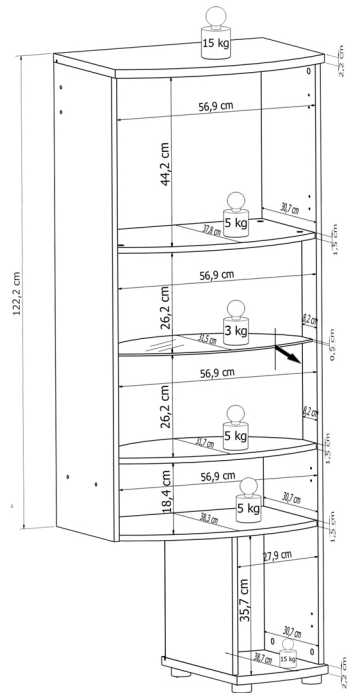 15 kg
2,2 cm
56,9 cm
44,2 cm
30,7 cm
5 kg
37,8 cm
1,5 cm
122,2 cm
56,9 cm
26,2 cm
8,2 cm
3 kg
31,5 cm
0,5 cm
56,9 cm
26,2 cm
8,2 cm
5 kg
31,7 cm
1,5 cm
56,9 cm
18,4 cm
30,7 cm
5 kg
38,3 cm
1,5 cm
27,9 cm
35,7 cm
30,7 cm
15 kg
38,7 cm
2,2 cm